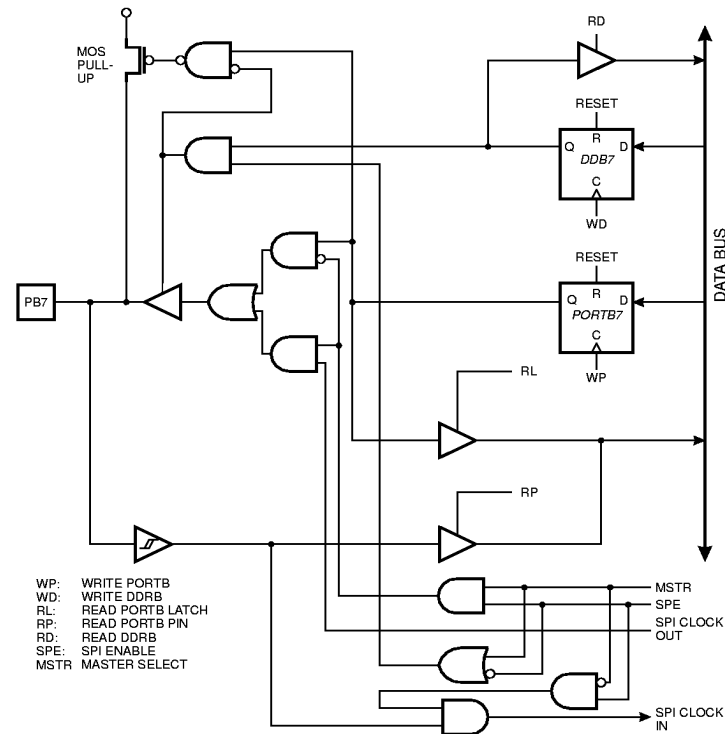 RD
MOS
PULL-
UP
RESET
R
Q
D
DDB7
C
WD
DATA BUS
RESET
PB7
R
Q
D
PORTB7
C
WP
RL
RP
WP: WRITE PORTB
WD: WRITE DDRB
RL: READ PORTB LATCH
RP: READ PORTB PIN
RD: READ DDRB
SPE: SPI ENABLE
MSTR MASTER SELECT
MSTR
SPE
SPI CLOCK
OUT
SPI CLOCK
IN